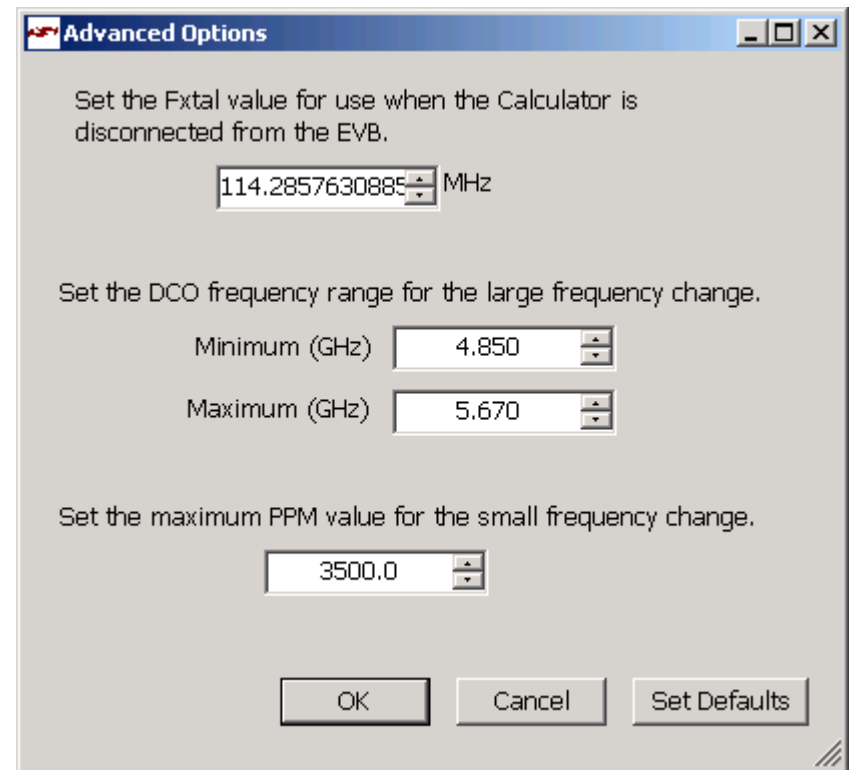 Advanced Options
Set the Fxtal value for use when the Calculator is
disconnected from the EVB.
114.2857630885 MHz
Set the DCO frequency range for the large frequency change.
Minimum (GHz) 4.850
Maximum (GHz) 5.670
Set the maximum PPM value for the small frequency change.
3500.0
OK Cancel Set Defaults